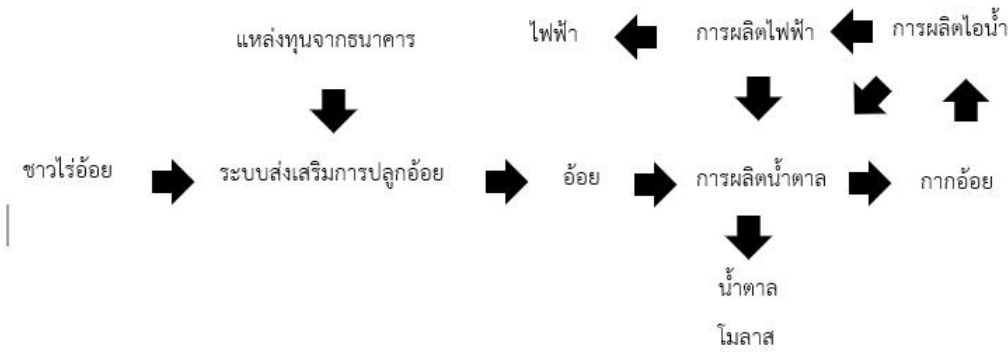 แหล่งทุนจากธนาคาร
ไฟฟ้า
การผลิตไฟฟ้า
การผลิตไอน้ำ
ชาวไร่อ้อย
ระบบส่งเสริมการปลูกอ้อย
อ้อย
การผลิตน้ำตาล
กากอ้อย
น้ำตาล
โมลาส